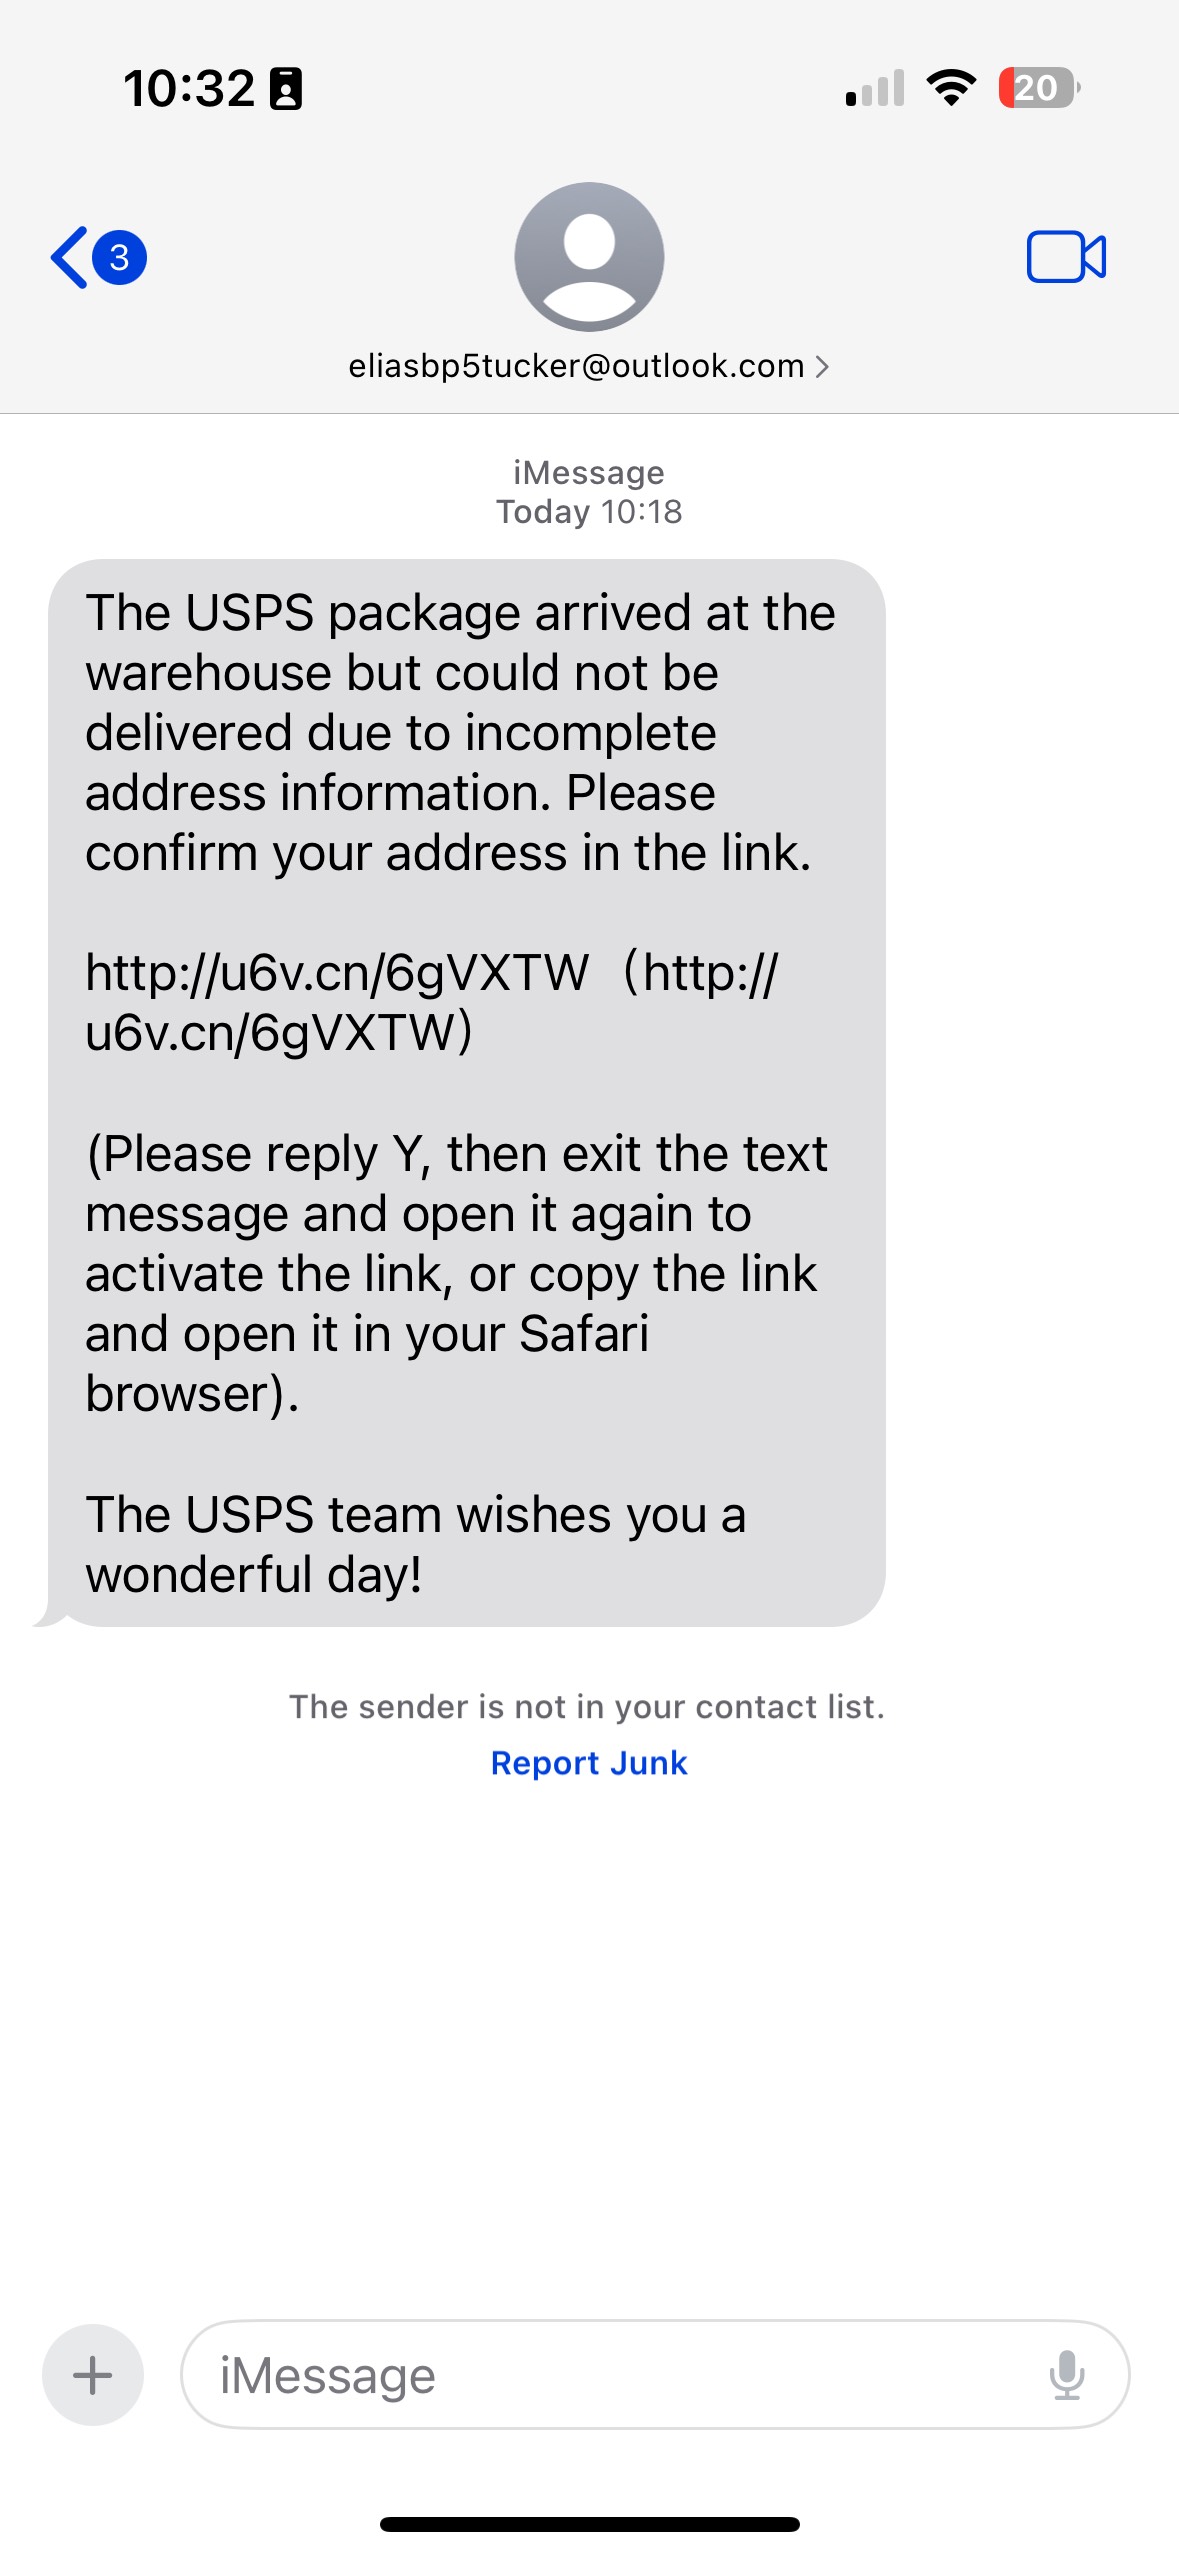 10:32
20
3
eliasbp5tucker@outlook.com
iMessage
Today 10:18
The USPS package arrived at the
warehouse but could not be
delivered due to incomplete
address information. Please
confirm your address in the link.
http://u6v.cn/6gVXTW（http://
u6v.cn/6gVXTW）
(Please reply Y, then exit the text
message and open it again to
activate the link, or copy the link
and open it in your Safari
browser).
The USPS team wishes you a
wonderful day!
The sender is not in your contact list.
Report Junk
iMessage